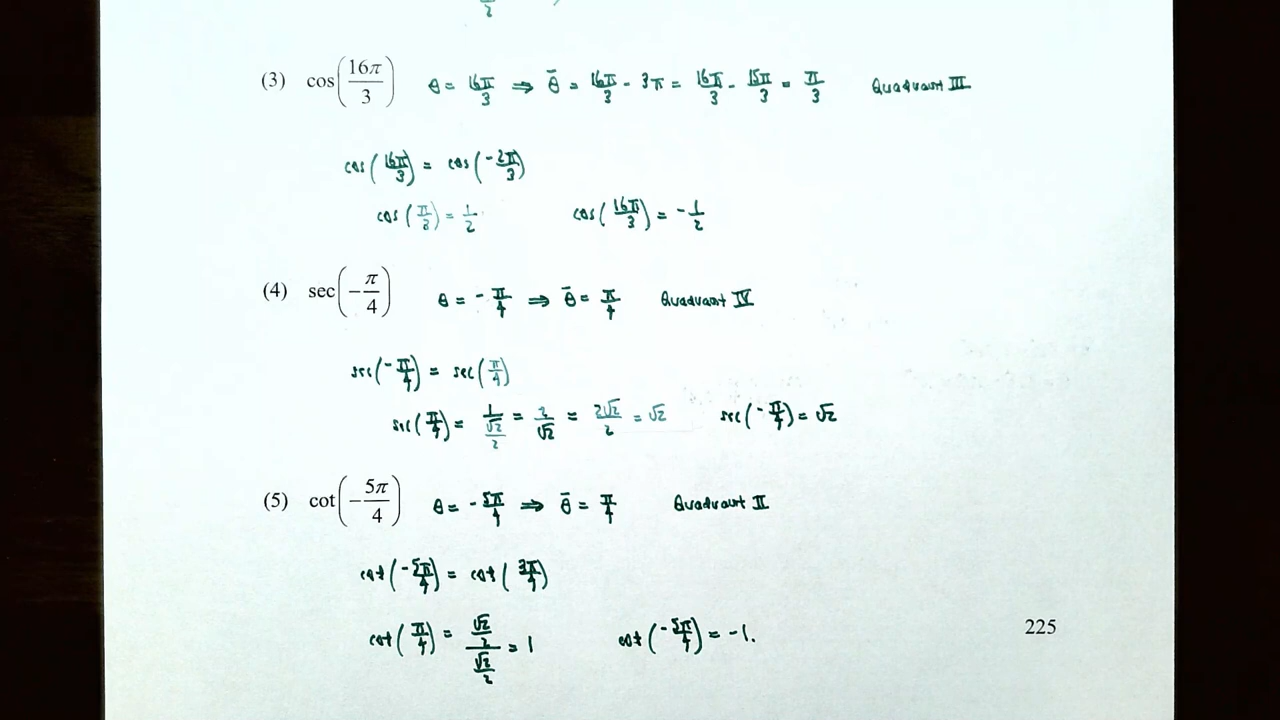 2
(3) cos(16π/3) θ = 16π/3 ⇒ θ̄ = 16π/3 - 3π = 16π/3 - 15π/3 = π/3 Quadrant III
cos(16π/3) = cos(-2π/3)
cos(π/3) = 1/2 cos(16π/3) = -1/2
(4) sec(-π/4) θ = -π/4 ⇒ θ̄ = π/4 Quadrant IV
sec(-π/4) = sec(π/4)
sec(π/4) = 1/(√2/2) = 2/√2 = 2√2/2 = √2 sec(-π/4) = √2
(5) cot(-5π/4) θ = -5π/4 ⇒ θ̄ = π/4 Quadrant II
cot(-5π/4) = cot(3π/4)
cot(π/4) = (√2/2)/(√2/2) = 1 cot(-5π/4) = -1.
225